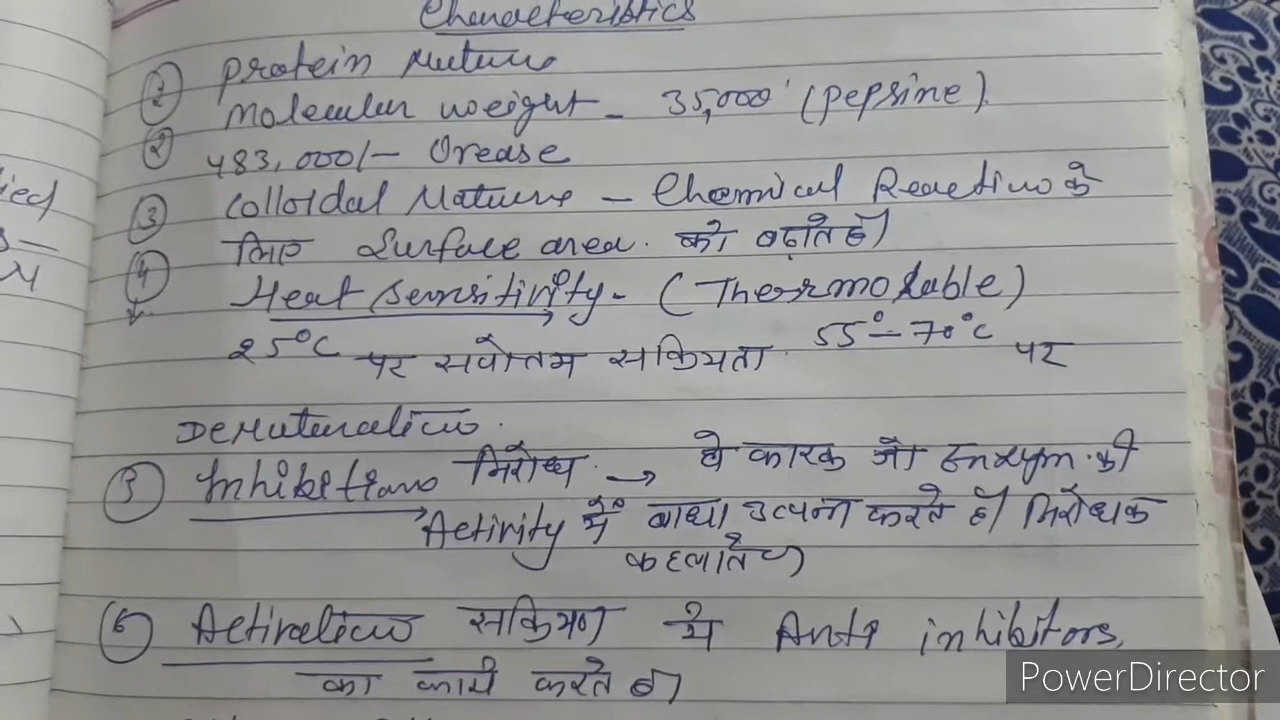 Characteristics
① protein Nature
Molecular weight - 35,000 (pepsine).
② 483,000/- Urease
③ Colloidal Nature - Chemical Reaction के
लिए Surface area. को बढ़ाते हैं।
④ Heat sensitivity - (Thermolable)
25°C पर सर्वोत्तम सक्रियता. 55° - 70°C पर
Denaturation.
⑤ Inhibitions निरोध. → वे कारक जो Enzym. की
Activity में बाधा उत्पन्न करते हैं। निरोधक
कहलाते हैं।
⑥ Activation सक्रियण ये Anti inhibitors.
का कार्य करते हैं।
PowerDirector